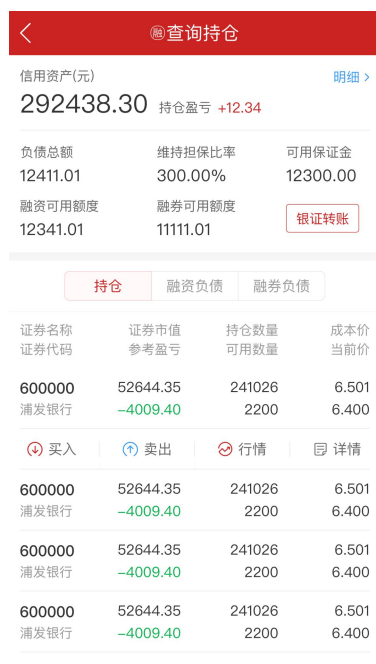 融查询持仓
信用资产(元) 明细 >
292438.30 持仓盈亏 +12.34
负债总额 维持担保比率 可用保证金
12411.01 300.00% 12300.00
融资可用额度 融券可用额度 银证转账
12341.01 11111.01
持仓 融资负债 融券负债
证券名称 证券市值 持仓数量 成本价
证券代码 参考盈亏 可用数量 当前价
600000 52644.35 241026 6.501
浦发银行 -4009.40 2200 6.400
买入 卖出 行情 详情
600000 52644.35 241026 6.501
浦发银行 -4009.40 2200 6.400
600000 52644.35 241026 6.501
浦发银行 -4009.40 2200 6.400
600000 52644.35 241026 6.501
浦发银行 -4009.40 2200 6.400